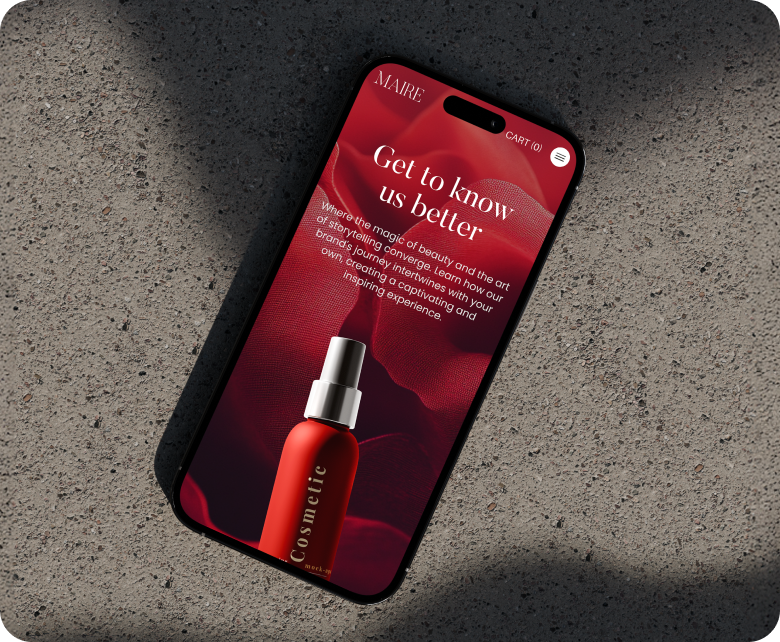 MAIRE
CART (0)
Get to know
us better
Where the magic of beauty and the art
of storytelling converge. Learn how our
brand's journey intertwines with your
own, creating a captivating and
inspiring experience.
Cosmetic